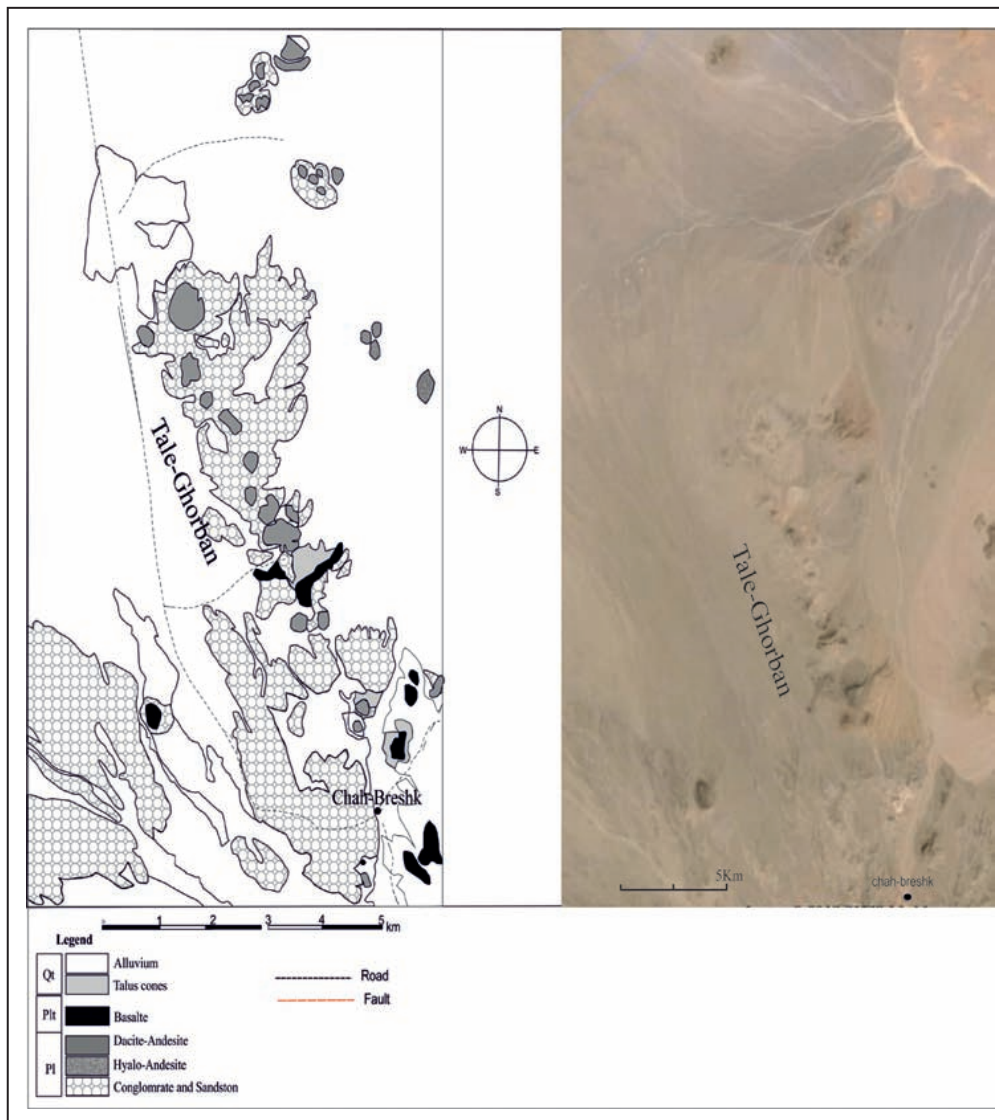 Tale-Ghorban
Chah-Breshk
N
W E
S
Tale-Ghorban
5Km
chah-breshk
1 2 3 4 5
km
Legend
Qt
Alluvium
Talus cones
Plt
Basalte
Pl
Dacite-Andesite
Hyalo-Andesite
Conglomrate and Sandston
Road
Fault